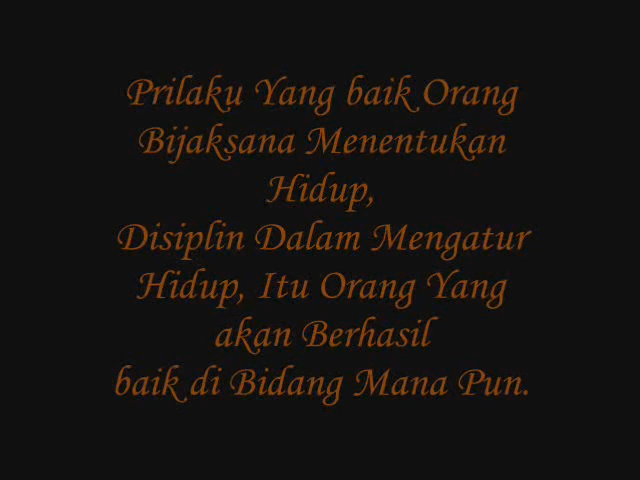 Prilaku Yang baik Orang
Bijaksana Menentukan
Hidup,
Disiplin Dalam Mengatur
Hidup, Itu Orang Yang
akan Berhasil
baik di Bidang Mana Pun.